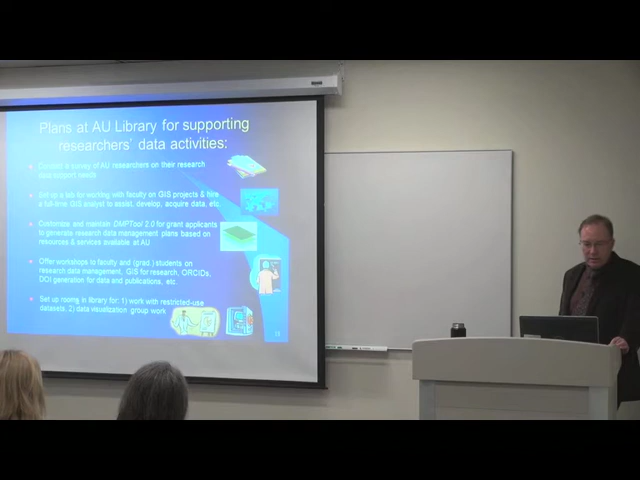 Plans at AU Library for supporting
researchers' data activities:
Conduct a survey of AU researchers on their research
data support needs
Set up a lab for working with faculty on GIS projects & hire
a full-time GIS analyst to assist, develop, acquire data, etc.
Customize and maintain DMPTool 2.0 for grant applicants
to generate research data management plans based on
resources & services available at AU
Offer workshops to faculty and (grad.) students on
research data management, GIS for research, ORCIDs,
DOI generation for data and publications, etc.
Set up rooms in library for: 1) work with restricted-use
datasets, 2) data visualization group work